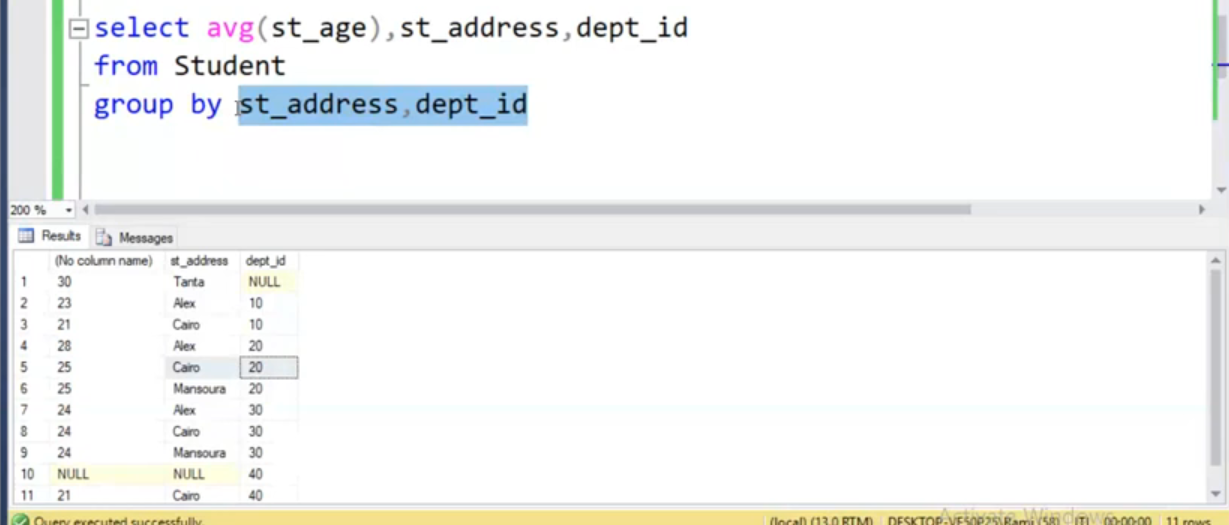 select avg(st_age),st_address,dept_id
from Student
group by st_address,dept_id
200 %
Results Messages
(No column name) st_address dept_id
1 30 Tanta NULL
2 23 Alex 10
3 21 Cairo 10
4 28 Alex 20
5 25 Cairo 20
6 25 Mansoura 20
7 24 Alex 30
8 24 Cairo 30
9 24 Mansoura 30
10 NULL NULL 40
11 21 Cairo 40
Activate Windows
Query executed successfully. (local) (13.0 RTM) 00:00:00 11 rows